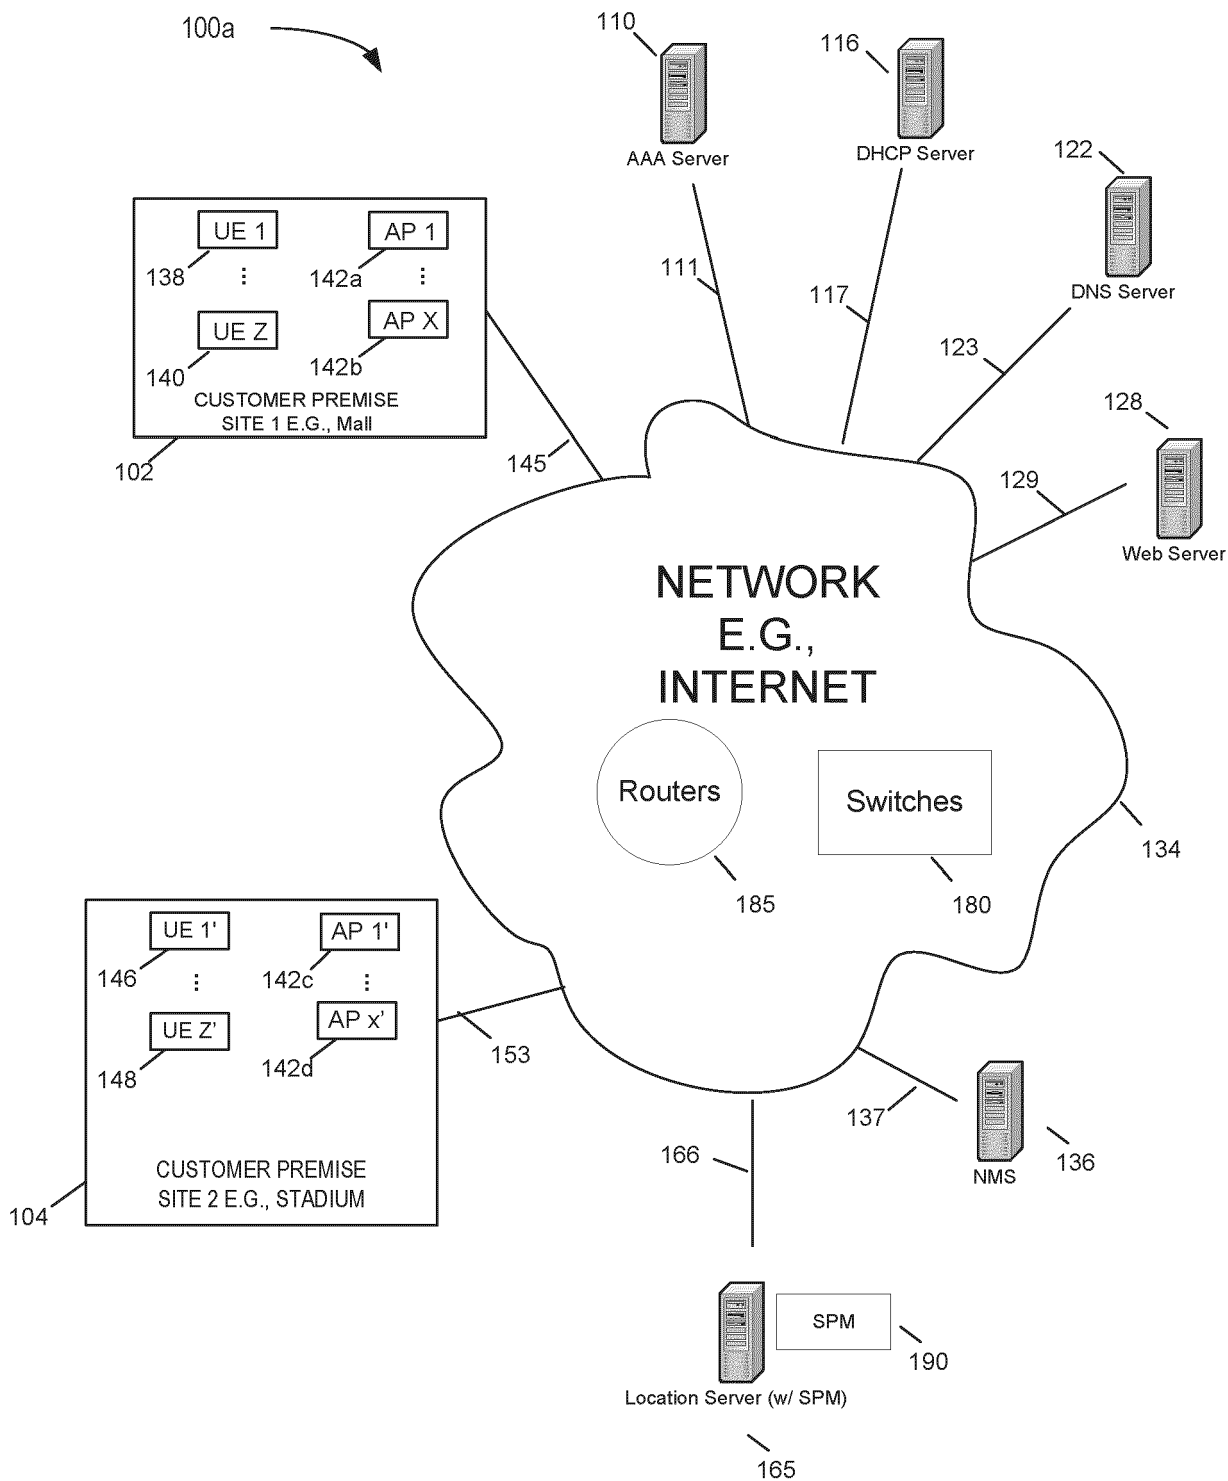 100a
110
116
AAA Server
DHCP Server
122
DNS Server
111
117
123
128
129
Web Server
UE 1
AP 1
138
142a
...
...
UE Z
AP X
140
142b
CUSTOMER PREMISE
SITE 1 E.G., Mall
102
145
NETWORK
E.G.,
INTERNET
Routers
Switches
185
180
134
UE 1'
AP 1'
146
142c
...
...
UE Z'
AP x'
148
142d
CUSTOMER PREMISE
SITE 2 E.G., STADIUM
104
153
137
136
NMS
166
SPM
190
Location Server (w/ SPM)
165